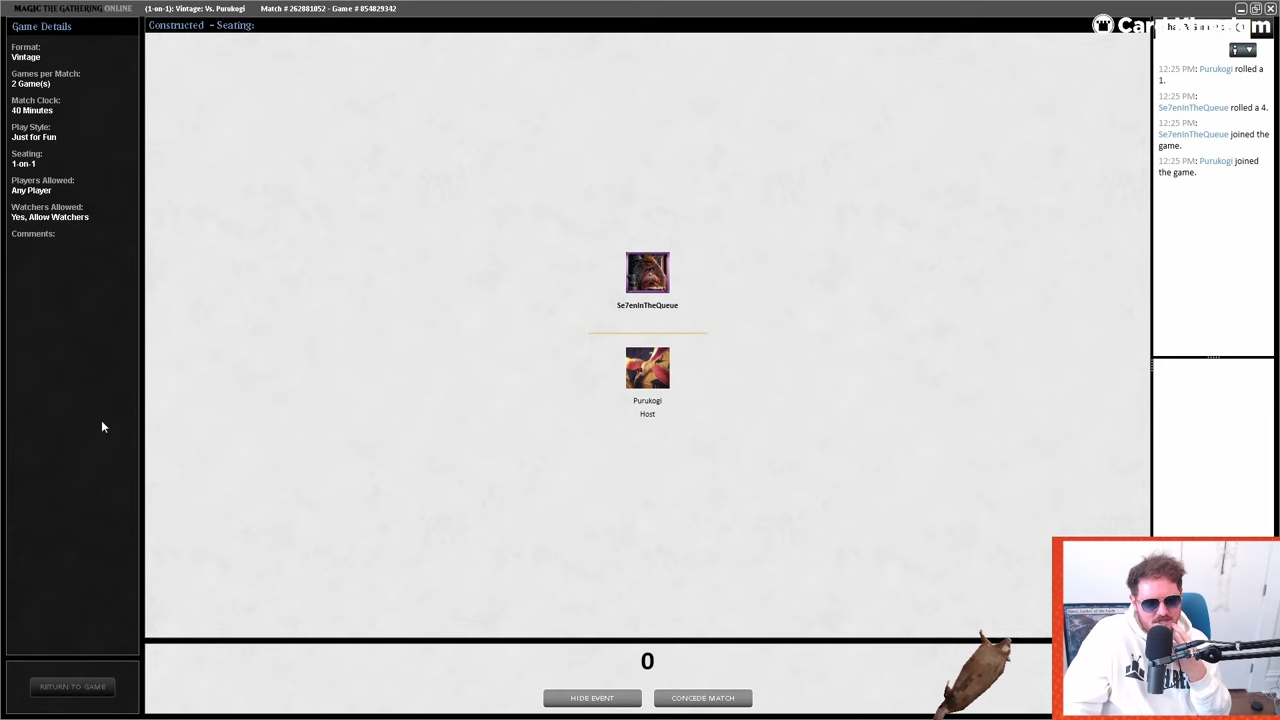 MAGIC THE GATHERING ONLINE
(1-on-1): Vintage: Vs. Purukogi
Match # 262881052 - Game # 854829342
Game Details
Constructed - Seating:
Format:
Vintage
Games per Match:
2 Game(s)
Match Clock:
40 Minutes
Play Style:
Just for Fun
Seating:
1-on-1
Players Allowed:
Any Player
Watchers Allowed:
Yes, Allow Watchers
Comments:
Se7enInTheQueue
Purukogi
Host
12:25 PM: Purukogi rolled a
1.
12:25 PM:
Se7enInTheQueue rolled a 4.
12:25 PM:
Se7enInTheQueue joined the
game.
12:25 PM: Purukogi joined
the game.
0
RETURN TO GAME
HIDE EVENT
CONCEDE MATCH